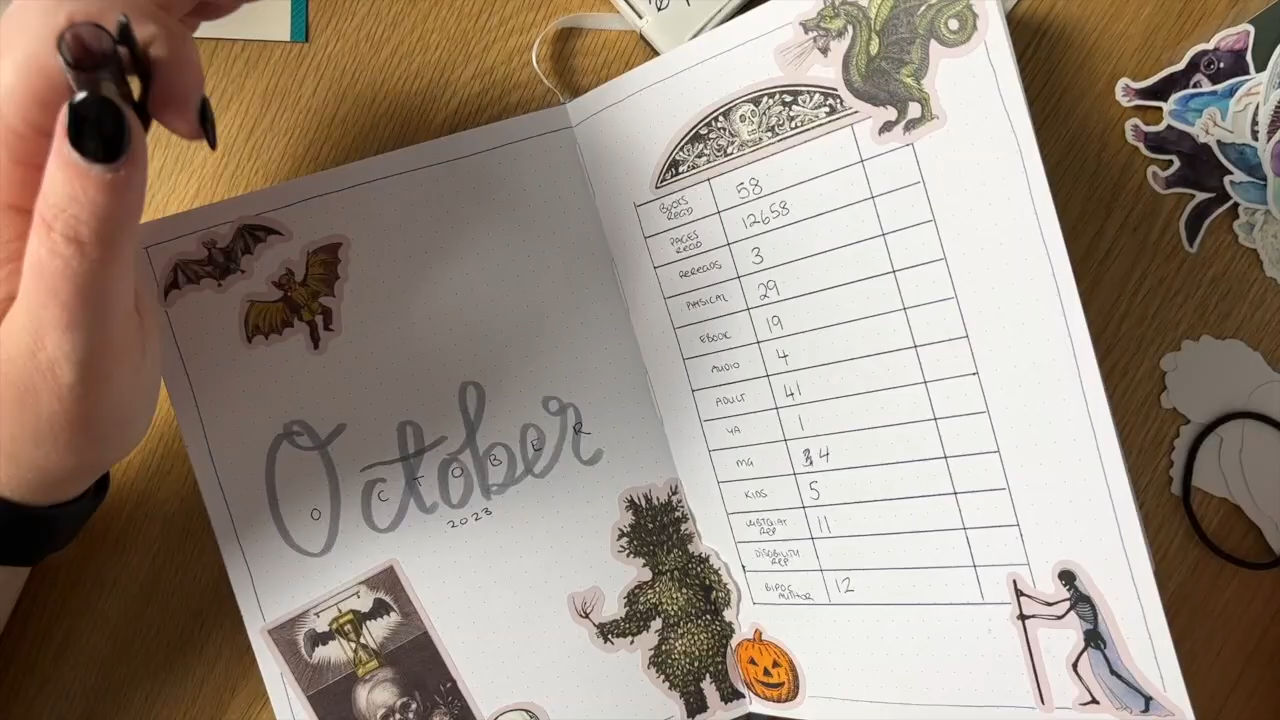 October
OCTOBER
2023
BOOKS READ 58
PAGES READ 12658
REREADS 3
PHYSICAL 29
EBOOK 19
AUDIO 4
ADULT 41
YA 1
MG 4
KIDS 5
REP 11
DISABILITY REP
BIPOC AUTHOR 12